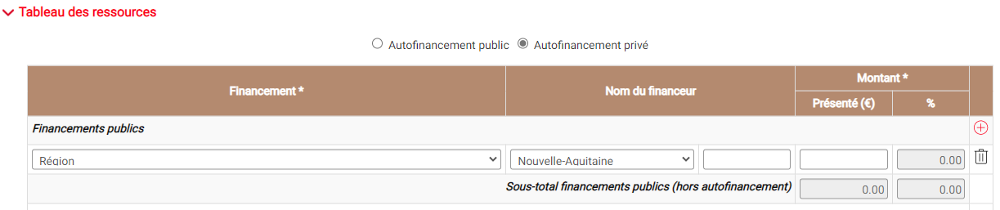 Tableau des ressources
Autofinancement public Autofinancement privé
Financement * Nom du financeur Montant *
Présenté (€) %
Financements publics
Région Nouvelle-Aquitaine 0.00
Sous-total financements publics (hors autofinancement) 0.00 0.00